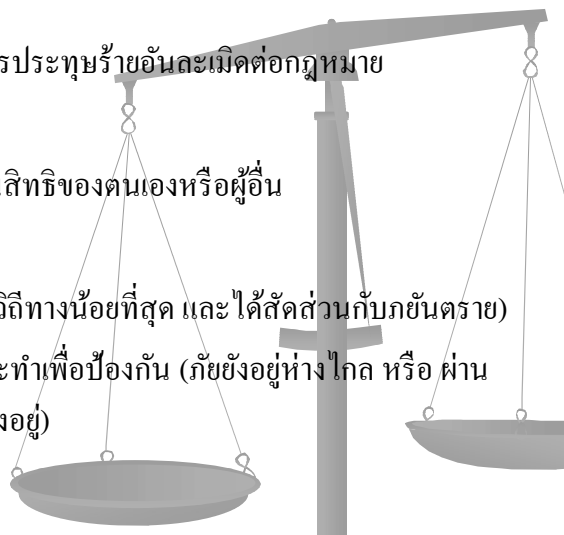 รประทุษร้ายอันละเมิดต่อกฎหมาย
สิทธิของตนเองหรือผู้อื่น
วิถีทางน้อยที่สุด และ ได้สัดส่วนกับภยันตราย)
ะทำเพื่อป้องกัน (ภัยยังอยู่ห่างไกล หรือ ผ่าน
งอยู่)